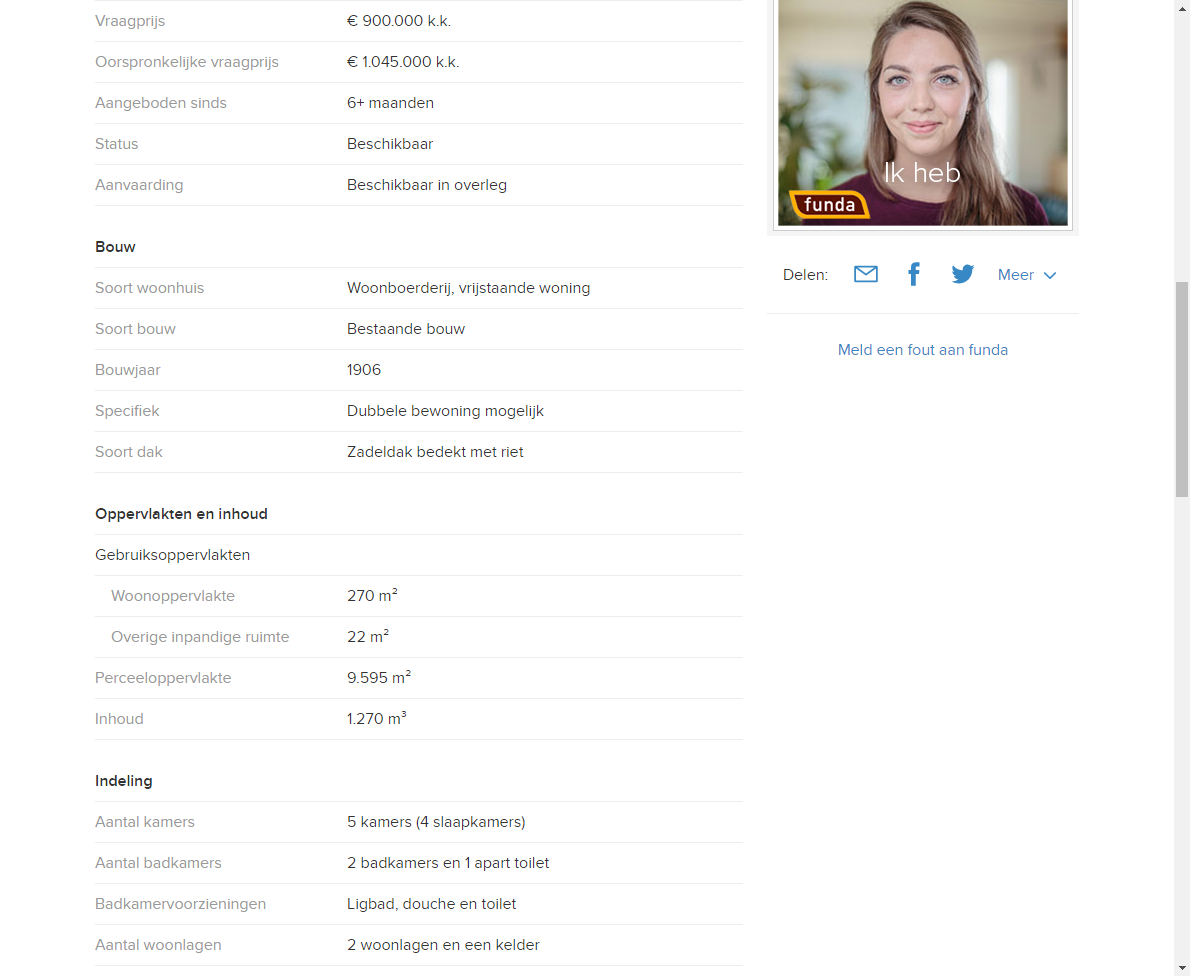 Vraagprijs € 900.000 k.k.
Oorspronkelijke vraagprijs € 1.045.000 k.k.
Aangeboden sinds 6+ maanden
Status Beschikbaar
Aanvaarding Beschikbaar in overleg
Bouw
Soort woonhuis Woonboerderij, vrijstaande woning
Soort bouw Bestaande bouw
Bouwjaar 1906
Specifiek Dubbele bewoning mogelijk
Soort dak Zadeldak bedekt met riet
Oppervlakten en inhoud
Gebruiksoppervlakten
Woonoppervlakte 270 m²
Overige inpandige ruimte 22 m²
Perceeloppervlakte 9.595 m²
Inhoud 1.270 m³
Indeling
Aantal kamers 5 kamers (4 slaapkamers)
Aantal badkamers 2 badkamers en 1 apart toilet
Badkamervoorzieningen Ligbad, douche en toilet
Aantal woonlagen 2 woonlagen en een kelder
Ik heb
funda
Delen: Meer
Meld een fout aan funda